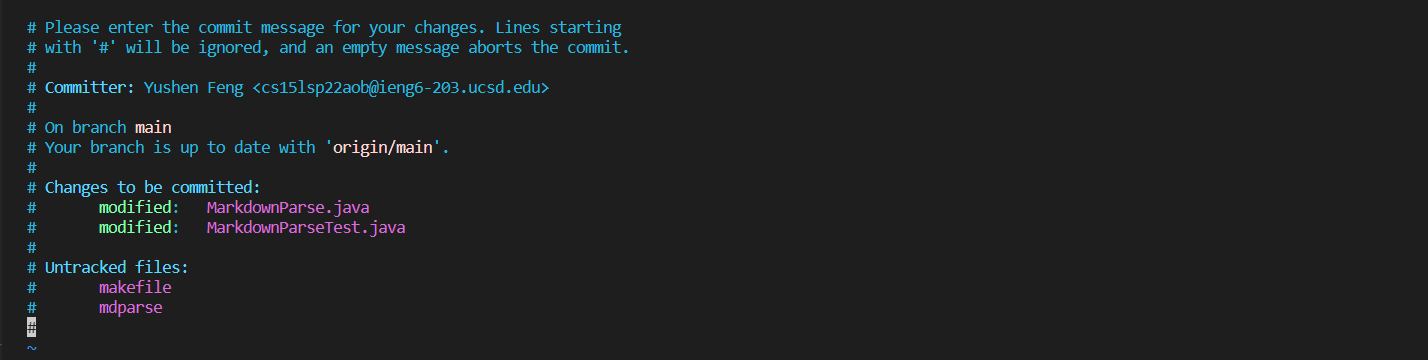 # Please enter the commit message for your changes. Lines starting
# with '#' will be ignored, and an empty message aborts the commit.
#
# Committer: Yushen Feng <cs15lsp22aob@ieng6-203.ucsd.edu>
#
# On branch main
# Your branch is up to date with 'origin/main'.
#
# Changes to be committed:
#       modified:   MarkdownParse.java
#       modified:   MarkdownParseTest.java
#
# Untracked files:
#       makefile
#       mdparse
#
~